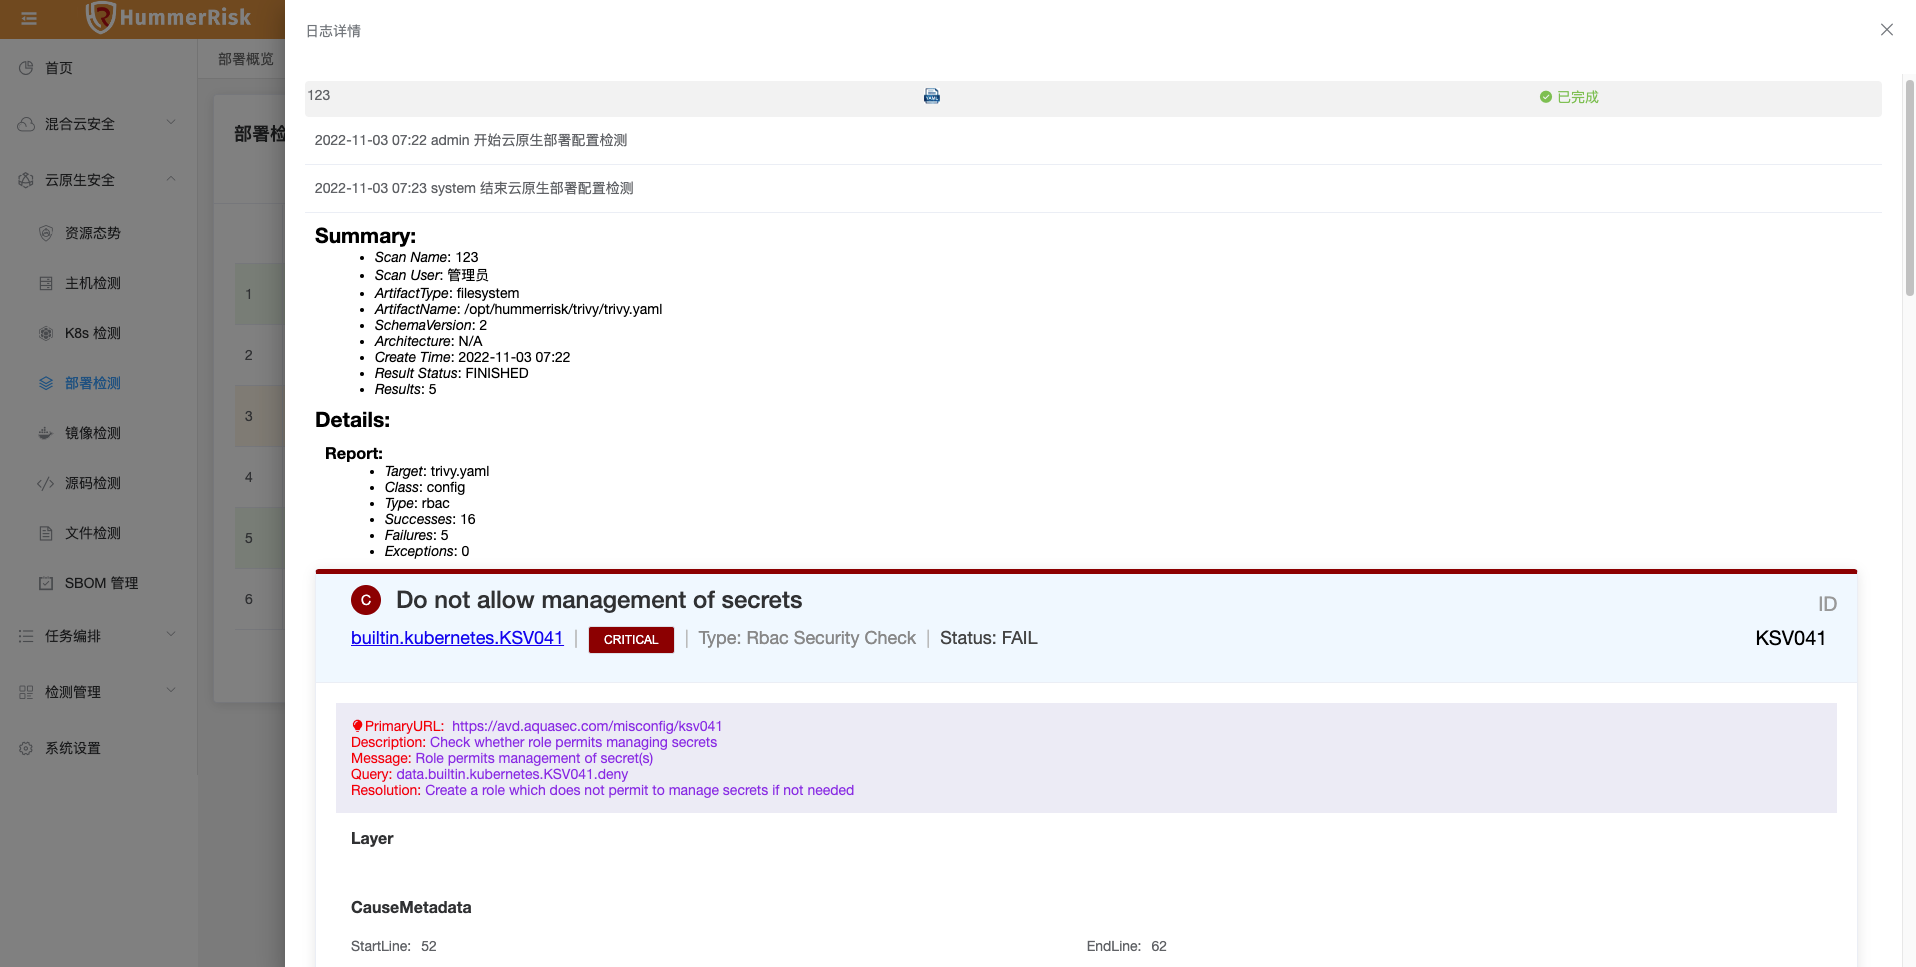 HummerRisk
首页
混合云安全
云原生安全
资源态势
主机检测
K8s 检测
部署检测
镜像检测
源码检测
文件检测
SBOM 管理
任务编排
检测管理
系统设置
部署概览
部署检
1
2
3
4
5
6
日志详情
123 YAML 已完成
2022-11-03 07:22 admin 开始云原生部署配置检测
2022-11-03 07:23 system 结束云原生部署配置检测
Summary:
• Scan Name: 123
• Scan User: 管理员
• ArtifactType: filesystem
• ArtifactName: /opt/hummerrisk/trivy/trivy.yaml
• SchemaVersion: 2
• Architecture: N/A
• Create Time: 2022-11-03 07:22
• Result Status: FINISHED
• Results: 5
Details:
Report:
• Target: trivy.yaml
• Class: config
• Type: rbac
• Successes: 16
• Failures: 5
• Exceptions: 0
C Do not allow management of secrets ID
builtin.kubernetes.KSV041 | CRITICAL | Type: Rbac Security Check | Status: FAIL KSV041
PrimaryURL: https://avd.aquasec.com/misconfig/ksv041
Description: Check whether role permits managing secrets
Message: Role permits management of secret(s)
Query: data.builtin.kubernetes.KSV041.deny
Resolution: Create a role which does not permit to manage secrets if not needed
Layer
CauseMetadata
StartLine: 52 EndLine: 62